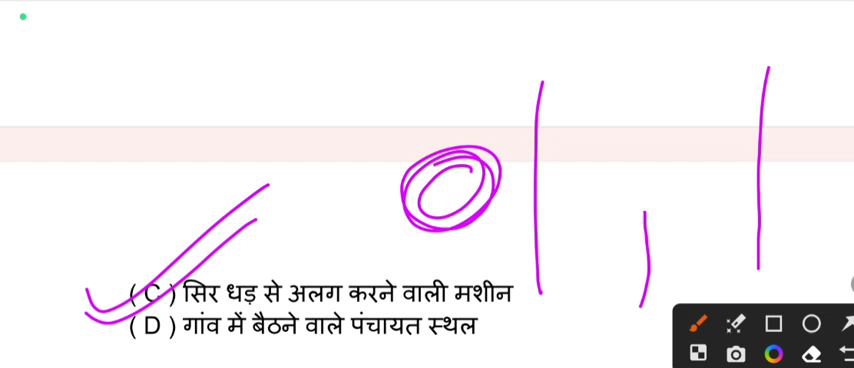 ( C ) सिर धड़ से अलग करने वाली मशीन
( D ) गांव में बैठने वाले पंचायत स्थल